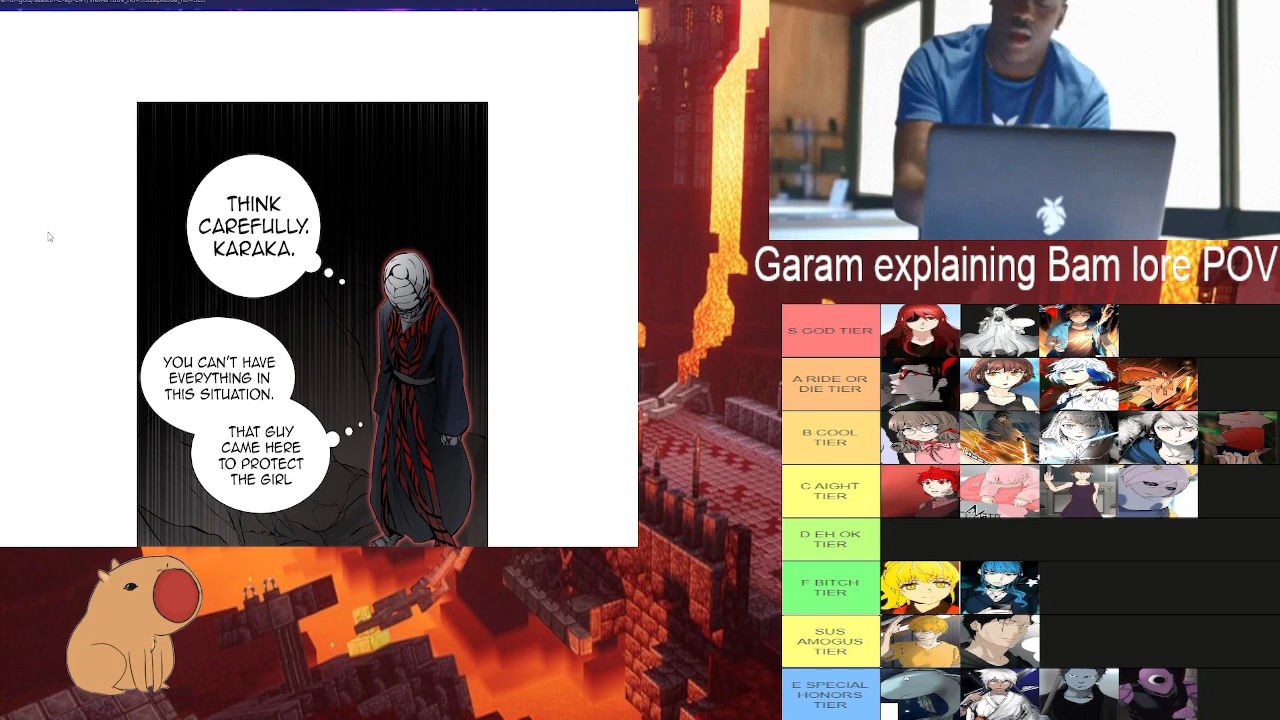 THINK
CAREFULLY.
KARAKA.
YOU CAN'T HAVE
EVERYTHING IN
THIS SITUATION.
THAT GUY
CAME HERE
TO PROTECT
THE GIRL
Garam explaining Bam lore POV
S GOD TIER
A RIDE OR
DIE TIER
B COOL
TIER
C AIGHT
TIER
D EH OK
TIER
F BITCH
TIER
SUS
AMOGUS
TIER
E SPECIAL
HONORS
TIER